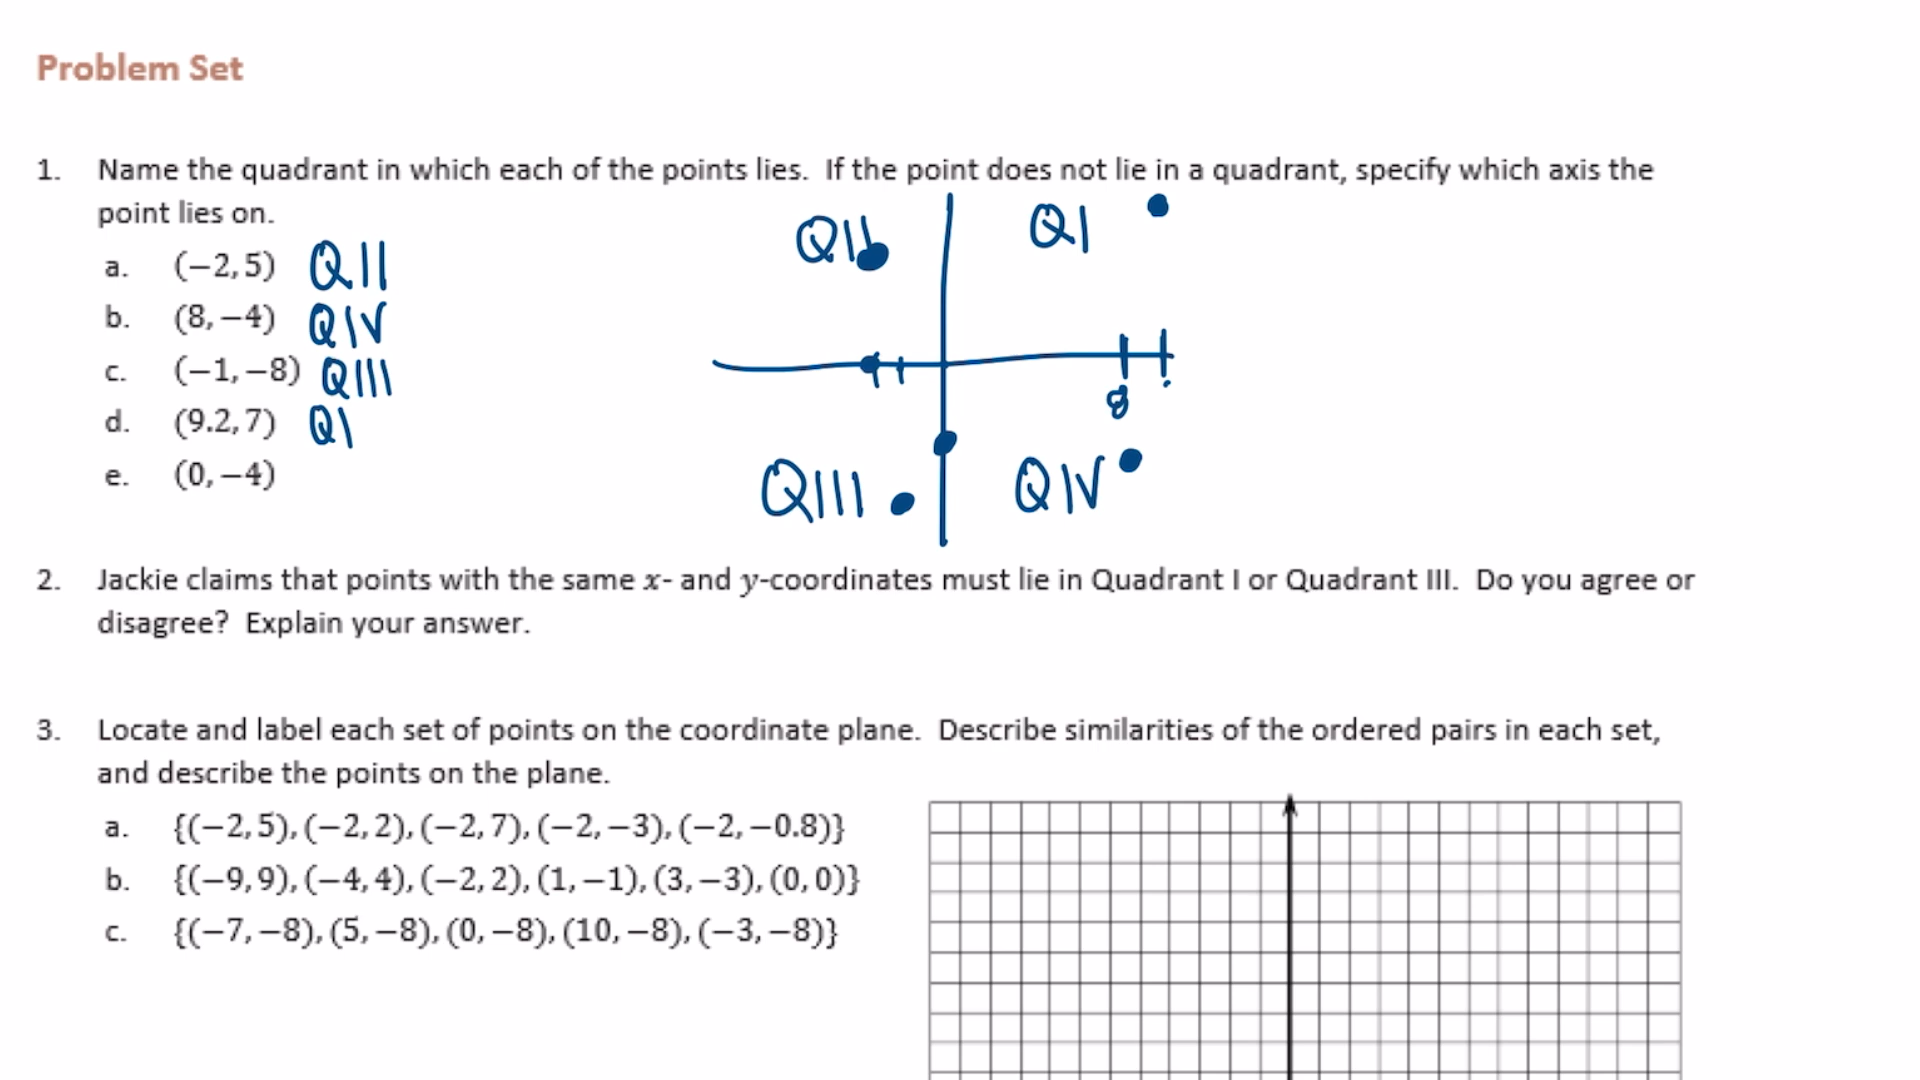 Problem Set
1. Name the quadrant in which each of the points lies. If the point does not lie in a quadrant, specify which axis the
point lies on.
QII QI
a. (−2,5) QII
b. (8,−4) QIV
c. (−1,−8) QIII
8
d. (9.2,7) QI
e. (0,−4)
QIII QIV
2. Jackie claims that points with the same x- and y-coordinates must lie in Quadrant I or Quadrant III. Do you agree or
disagree? Explain your answer.
3. Locate and label each set of points on the coordinate plane. Describe similarities of the ordered pairs in each set,
and describe the points on the plane.
a. {(−2,5),(−2,2),(−2,7),(−2,−3),(−2,−0.8)}
b. {(−9,9),(−4,4),(−2,2),(1,−1),(3,−3),(0,0)}
c. {(−7,−8),(5,−8),(0,−8),(10,−8),(−3,−8)}